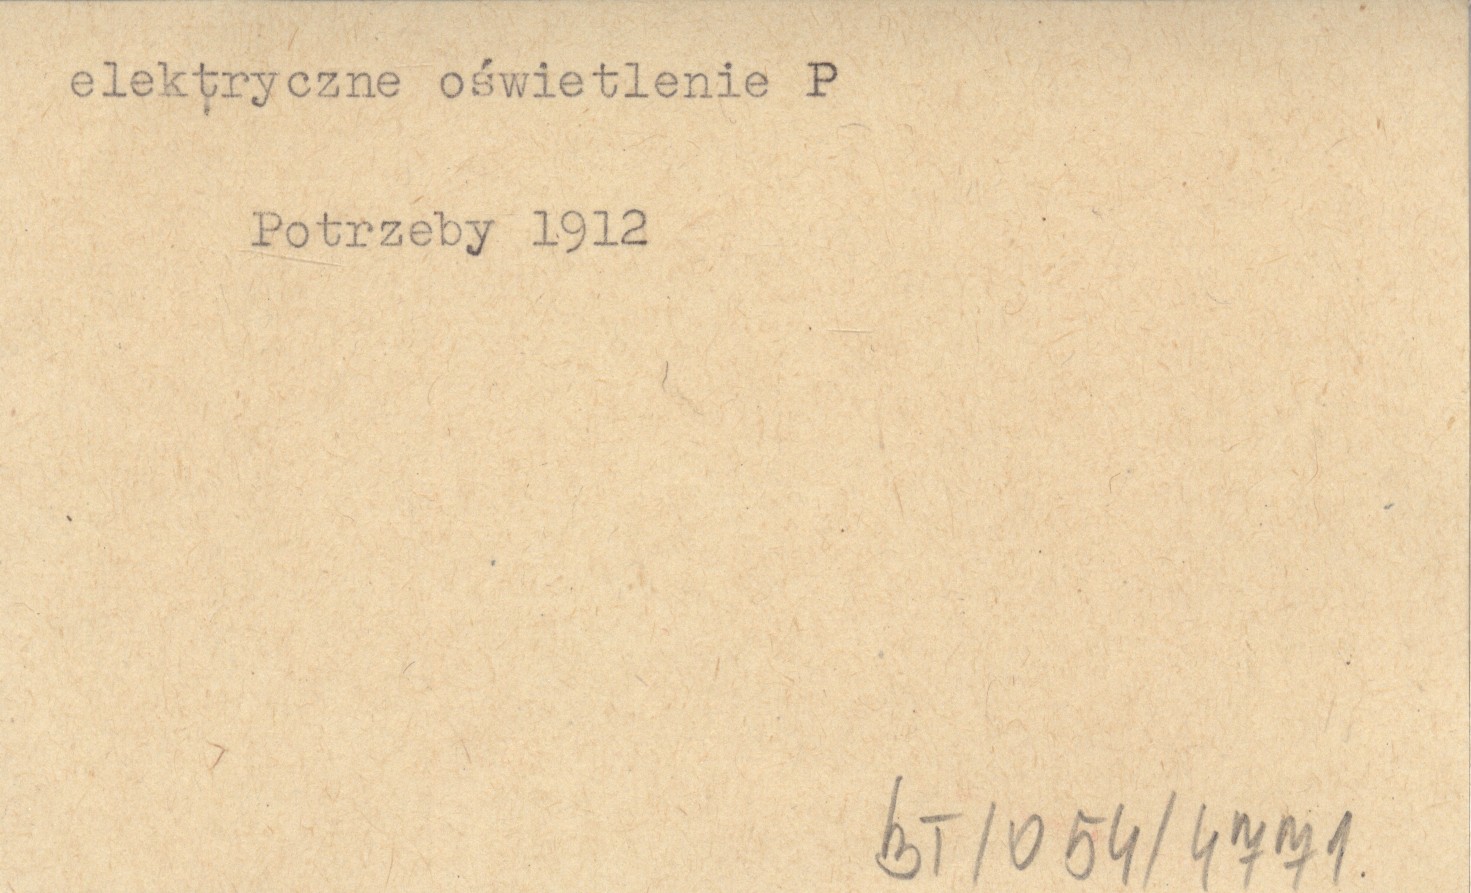 elektryczne oświetlenie P
Potrzeby 1912
BT/054/4771.